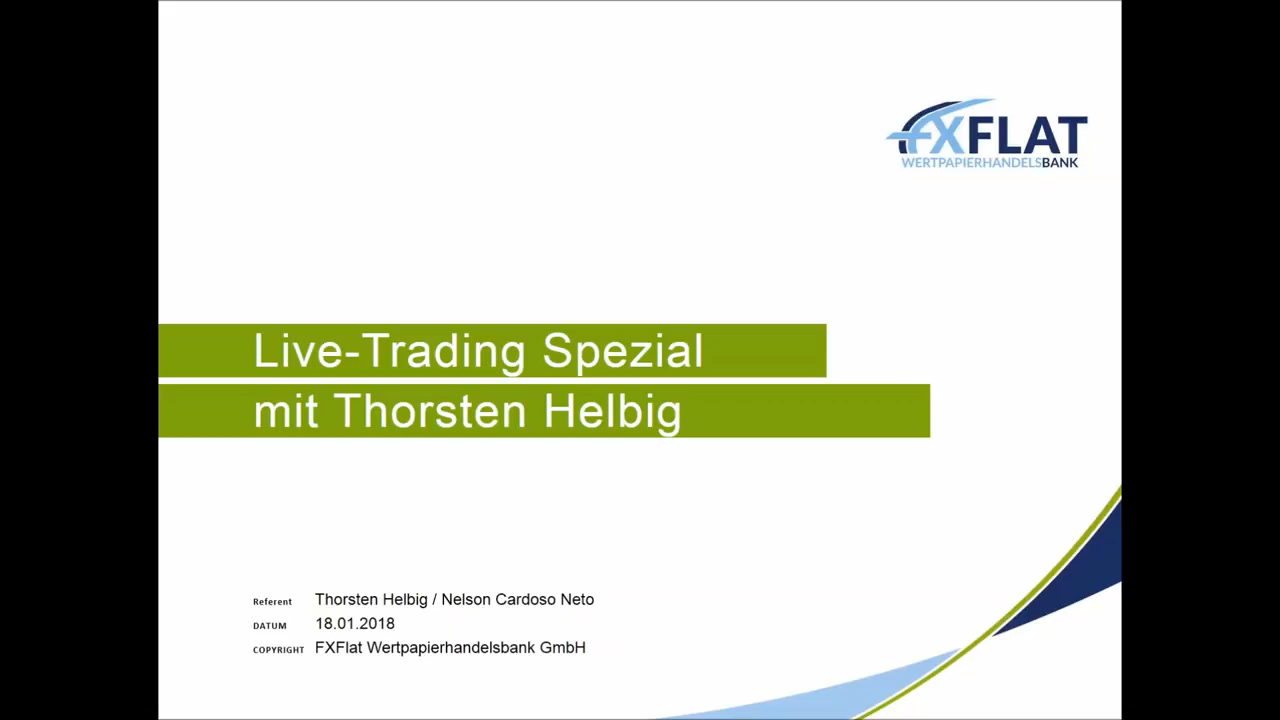 FXFLAT
WERTPAPIERHANDELSBANK
Live-Trading Spezial
mit Thorsten Helbig
Referent Thorsten Helbig / Nelson Cardoso Neto
DATUM 18.01.2018
COPYRIGHT FXFlat Wertpapierhandelsbank GmbH